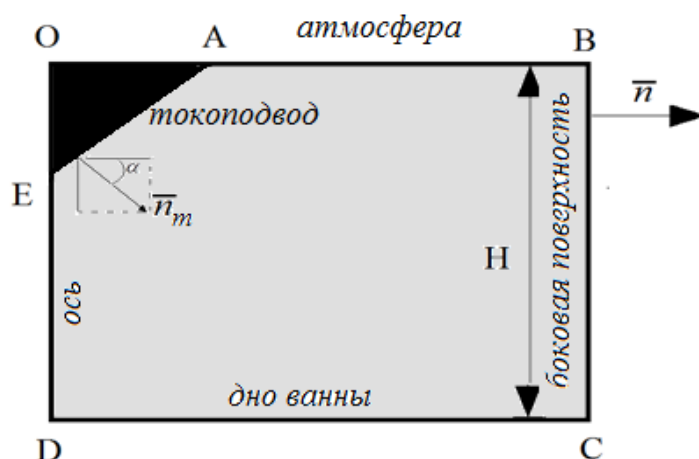 O A атмосфера B
n
токоподвод
α
E
n m
H
ось
боковая поверхность
дно ванны
D C